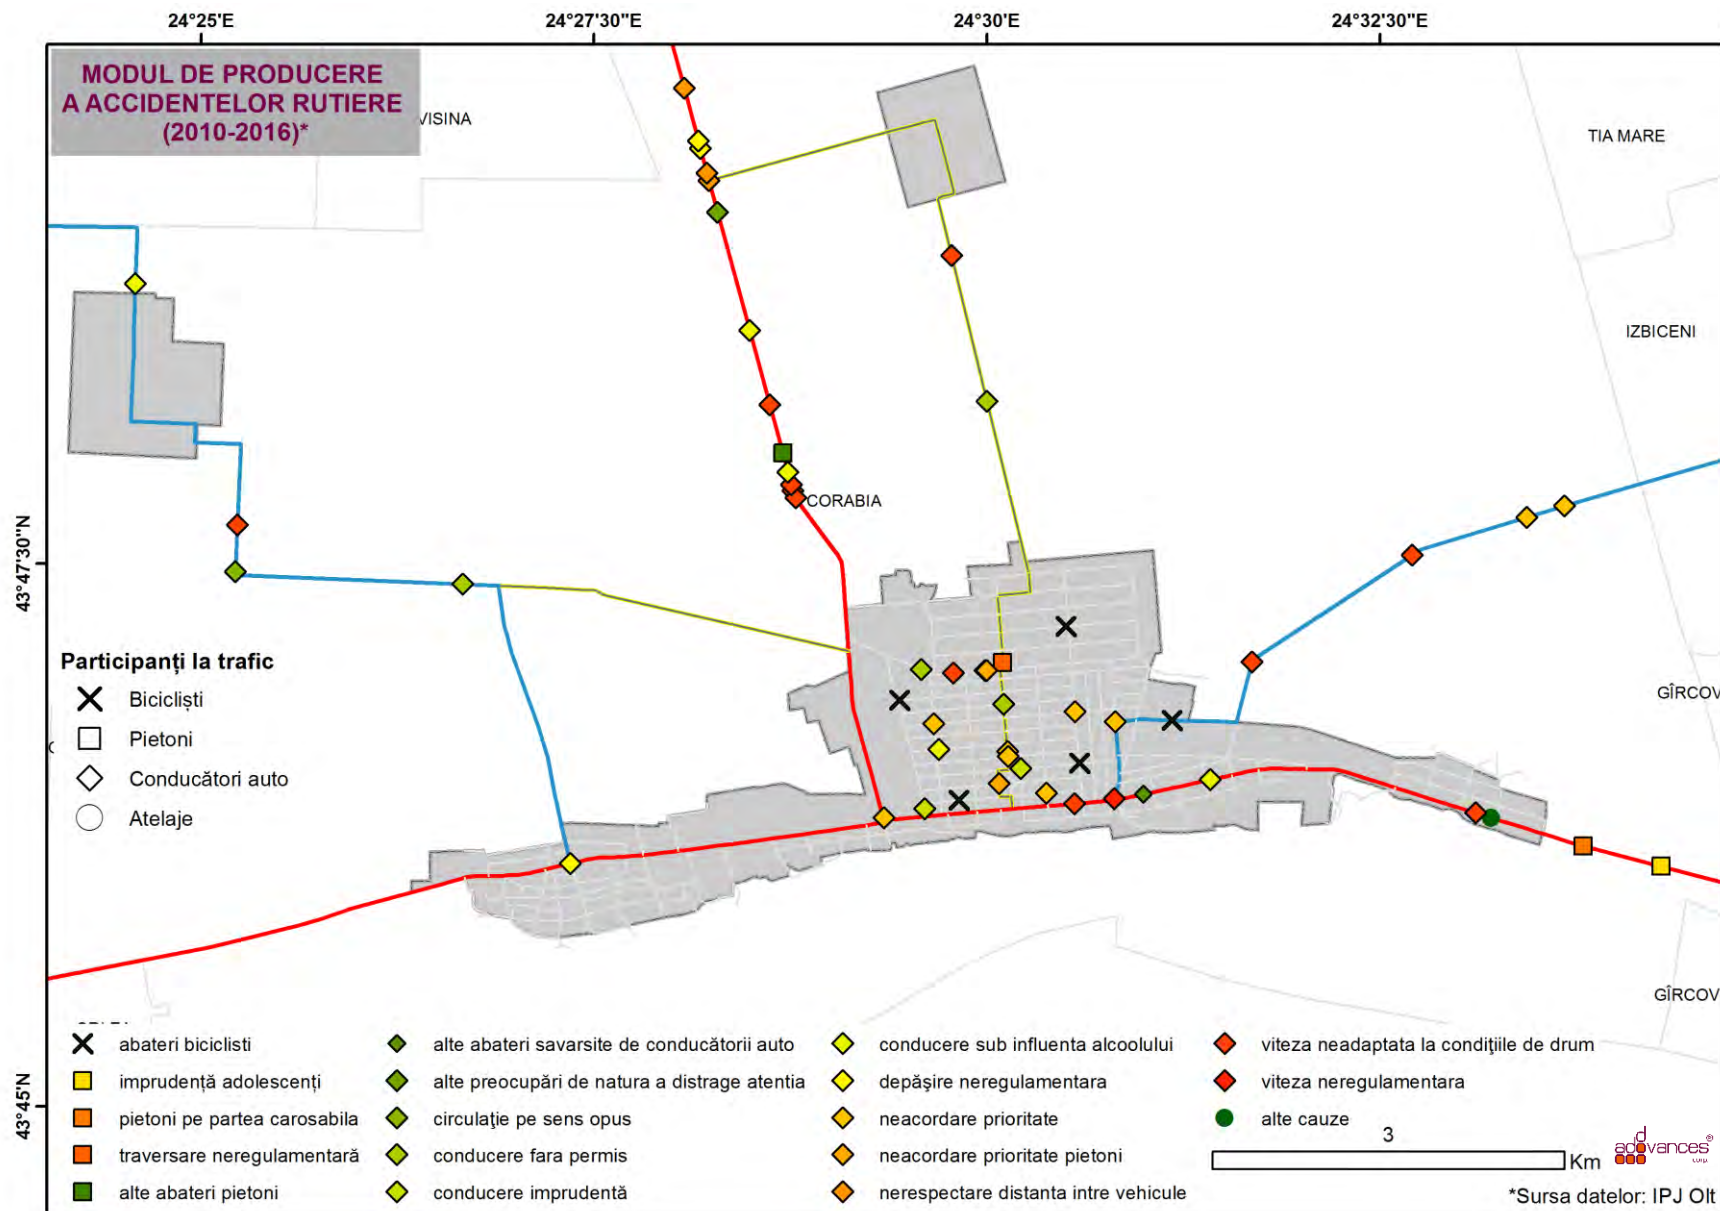 24°25'E
24°27'30"E
24°30'E
24°32'30"E
MODUL DE PRODUCERE
A ACCIDENTELOR RUTIERE
(2010-2016)*
VISINA
TIA MARE
IZBICENI
CORABIA
43°47'30"N
Participanți la trafic
Bicicliști
Pietoni
Conducători auto
Atelaje
GÎRCOV
GÎRCOV
43°45'N
abateri biciclisti
imprudență adolescenți
pietoni pe partea carosabila
traversare neregulamentară
alte abateri pietoni
alte abateri savarsite de conducătorii auto
alte preocupări de natura a distrage atentia
circulaţie pe sens opus
conducere fara permis
conducere imprudentă
conducere sub influenta alcoolului
depăşire neregulamentara
neacordare prioritate
neacordare prioritate pietoni
nerespectare distanta intre vehicule
viteza neadaptata la condiţiile de drum
viteza neregulamentara
alte cauze
3
Km
addvances®
corp.
*Sursa datelor: IPJ Olt